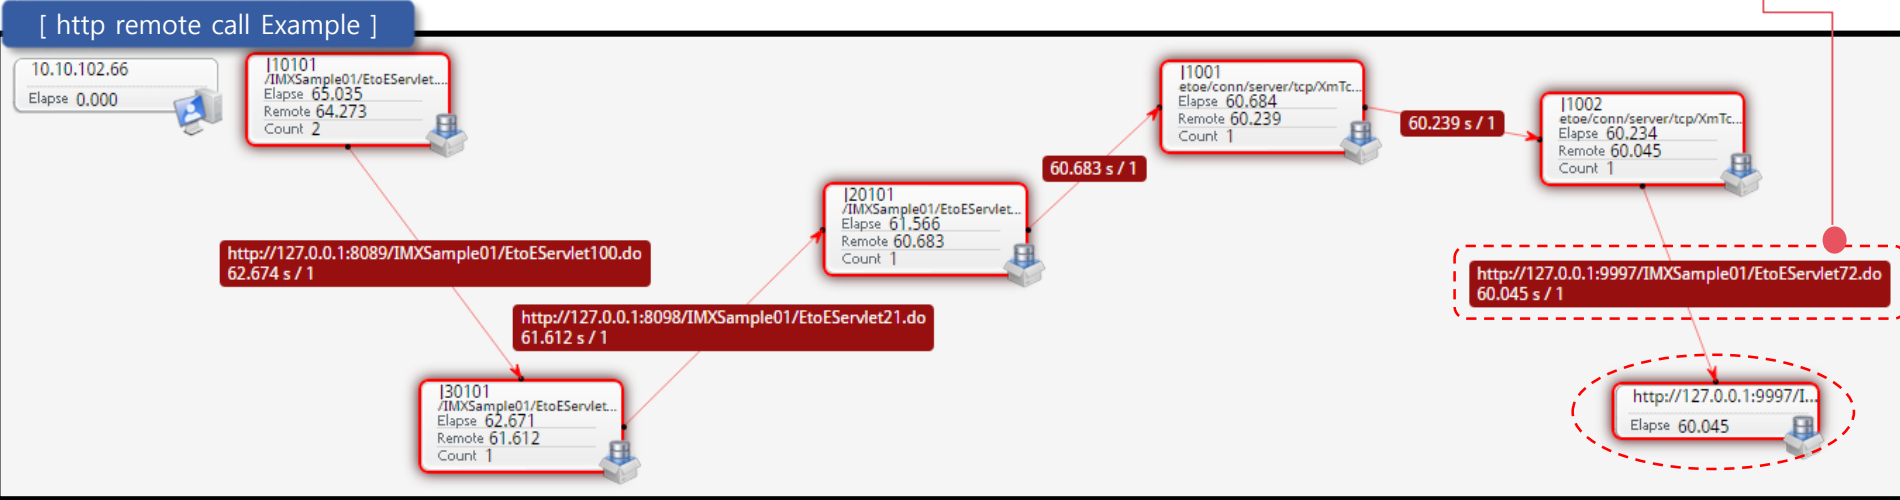 [ http remote call Example ]
10.10.102.66
Elapse 0.000
|10101
/IMXSample01/EtoEServlet....
Elapse 65.035
Remote 64.273
Count 2
http://127.0.0.1:8089/IMXSample01/EtoEServlet100.do
62.674 s / 1
|30101
/IMXSample01/EtoEServlet...
Elapse 62.671
Remote 61.612
Count 1
http://127.0.0.1:8098/IMXSample01/EtoEServlet21.do
61.612 s / 1
|20101
/IMXSample01/EtoEServlet...
Elapse 61.566
Remote 60.683
Count 1
60.683 s / 1
|1001
etoe/conn/server/tcp/XmTc...
Elapse 60.684
Remote 60.239
Count 1
60.239 s / 1
|1002
etoe/conn/server/tcp/XmTc...
Elapse 60.234
Remote 60.045
Count 1
http://127.0.0.1:9997/IMXSample01/EtoEServlet72.do
60.045 s / 1
http://127.0.0.1:9997/I...
Elapse 60.045